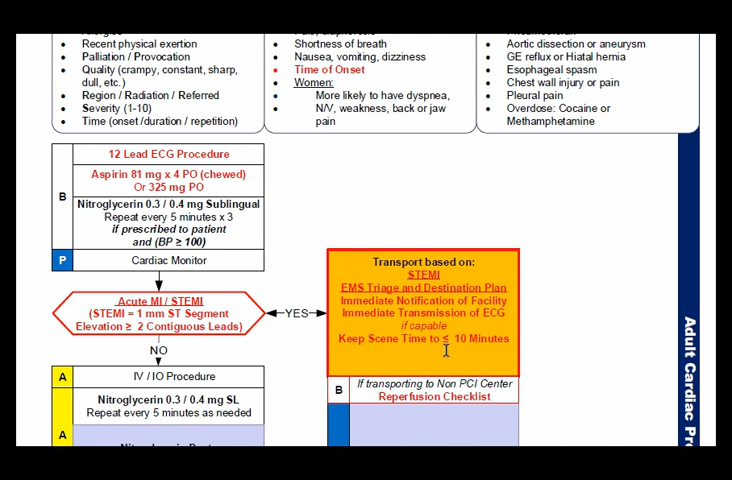 Recent physical exertion
Palliation / Provocation
Quality (crampy, constant, sharp,
dull, etc.)
Region / Radiation / Referred
Severity (1-10)
Time (onset /duration / repetition)
Shortness of breath
Nausea, vomiting, dizziness
Time of Onset
Women:
More likely to have dyspnea,
N/V, weakness, back or jaw
pain
Aortic dissection or aneurysm
GE reflux or Hiatal hernia
Esophageal spasm
Chest wall injury or pain
Pleural pain
Overdose: Cocaine or
Methamphetamine
B
12 Lead ECG Procedure
Aspirin 81 mg x 4 PO (chewed)
Or 325 mg PO
Nitroglycerin 0.3 / 0.4 mg Sublingual
Repeat every 5 minutes x 3
if prescribed to patient
and (BP ≥ 100)
P
Cardiac Monitor
Acute MI / STEMI
(STEMI = 1 mm ST Segment
Elevation ≥ 2 Contiguous Leads)
YES
NO
Transport based on:
STEMI
EMS Triage and Destination Plan
Immediate Notification of Facility
Immediate Transmission of ECG
if capable
Keep Scene Time to ≤ 10 Minutes
B
If transporting to Non PCI Center
Reperfusion Checklist
A
IV / IO Procedure
A
Nitroglycerin 0.3 / 0.4 mg SL
Repeat every 5 minutes as needed
Adult Cardiac